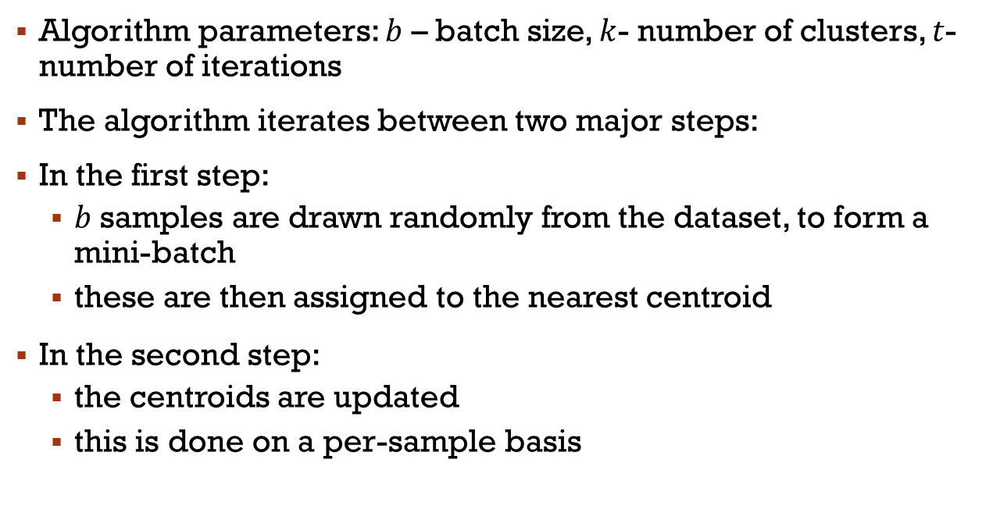 ▪ Algorithm parameters: b – batch size, k- number of clusters, t-
number of iterations
▪ The algorithm iterates between two major steps:
▪ In the first step:
▪ b samples are drawn randomly from the dataset, to form a
mini-batch
▪ these are then assigned to the nearest centroid
▪ In the second step:
▪ the centroids are updated
▪ this is done on a per-sample basis